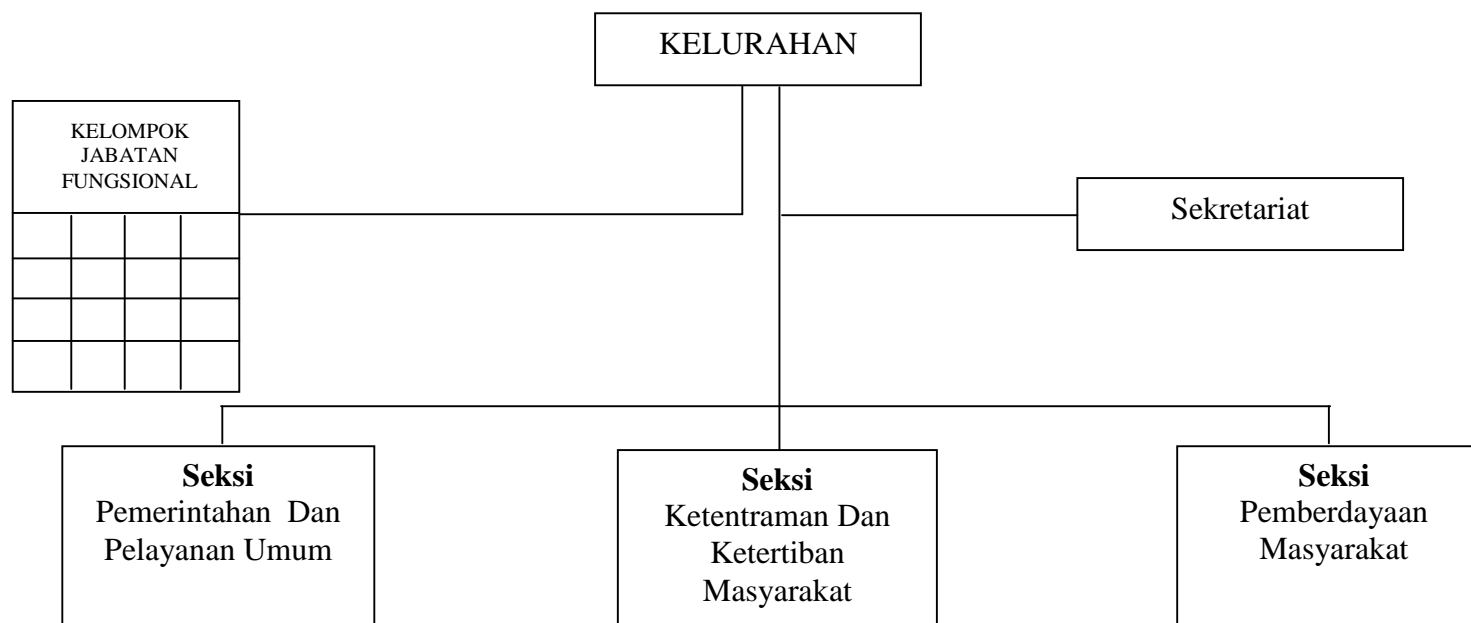 KELURAHAN
KELOMPOK
JABATAN
FUNGSIONAL
Sekretariat
Seksi
Pemerintahan Dan
Pelayanan Umum
Seksi
Ketentraman Dan
Ketertiban
Masyarakat
Seksi
Pemberdayaan
Masyarakat